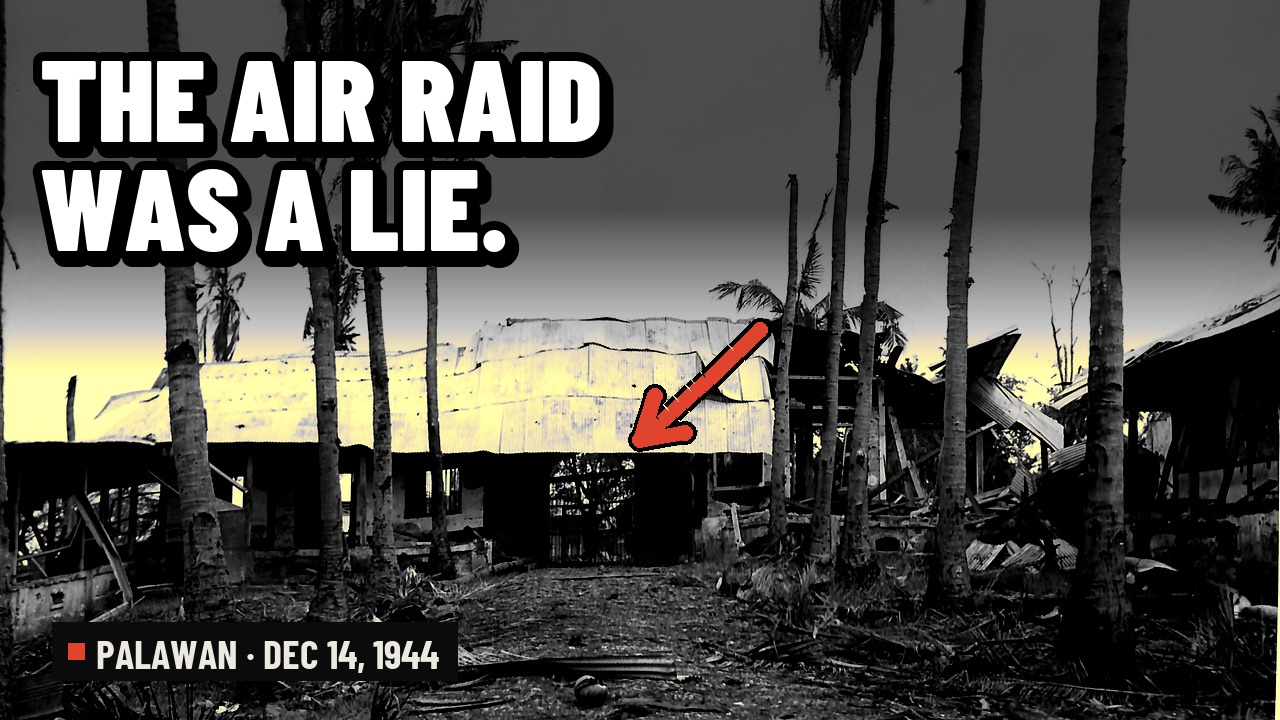 THE AIR RAID
WAS A LIE.
PALAWAN · DEC 14, 1944